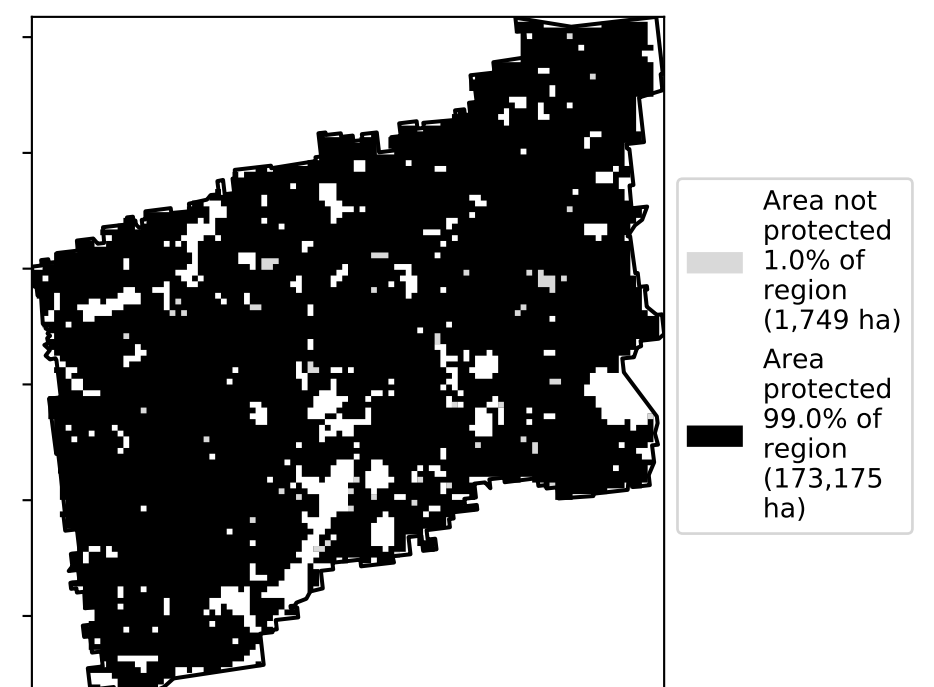 Area not
protected
1.0% of
region
(1,749 ha)
Area
protected
99.0% of
region
(173,175
ha)